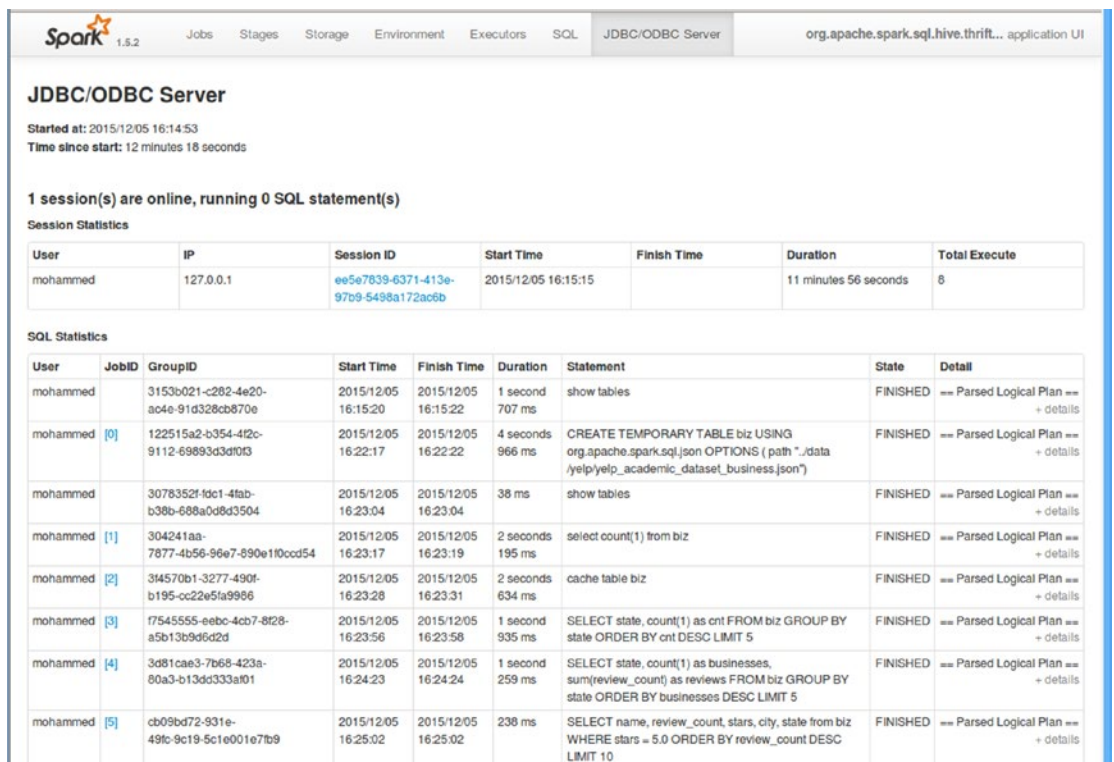 Spark 1.5.2 Jobs Stages Storage Environment Executors SQL JDBC/ODBC Server org.apache.spark.sql.hive.thrift... application UI
JDBC/ODBC Server
Started at: 2015/12/05 16:14:53
Time since start: 12 minutes 18 seconds
1 session(s) are online, running 0 SQL statement(s)
Session Statistics
User IP Session ID Start Time Finish Time Duration Total Execute
mohammed 127.0.0.1 ee5e7839-6371-413e- 2015/12/05 16:15:15 11 minutes 56 seconds 8
97b9-5498a172ac6b
SQL Statistics
User JobID GroupID Start Time Finish Time Duration Statement State Detail
mohammed 3153b021-c282-4e20- 2015/12/05 2015/12/05 1 second show tables FINISHED == Parsed Logical Plan ==
ac4e-91d328cb870e 16:15:20 16:15:22 707 ms + details
mohammed [0] 122515a2-b354-4f2c- 2015/12/05 2015/12/05 4 seconds CREATE TEMPORARY TABLE biz USING FINISHED == Parsed Logical Plan ==
9112-69893d3df0f3 16:22:17 16:22:22 966 ms org.apache.spark.sql.json OPTIONS ( path "../data + details
/yelp/yelp_academic_dataset_business.json")
mohammed 3078352f-fdc1-4fab- 2015/12/05 2015/12/05 38 ms show tables FINISHED == Parsed Logical Plan ==
b38b-688a0d8d3504 16:23:04 16:23:04 + details
mohammed [1] 304241aa- 2015/12/05 2015/12/05 2 seconds select count(1) from biz FINISHED == Parsed Logical Plan ==
7877-4b56-96e7-890e1f0ccd54 16:23:17 16:23:19 195 ms + details
mohammed [2] 3f4570b1-3277-490f- 2015/12/05 2015/12/05 2 seconds cache table biz FINISHED == Parsed Logical Plan ==
b195-cc22e5fa9986 16:23:28 16:23:31 634 ms + details
mohammed [3] f7545555-eebc-4cb7-8f28- 2015/12/05 2015/12/05 1 second SELECT state, count(1) as cnt FROM biz GROUP BY FINISHED == Parsed Logical Plan ==
a5b13b9d6d2d 16:23:56 16:23:58 935 ms state ORDER BY cnt DESC LIMIT 5 + details
mohammed [4] 3d81cae3-7b68-423a- 2015/12/05 2015/12/05 1 second SELECT state, count(1) as businesses, FINISHED == Parsed Logical Plan ==
80a3-b13dd333af01 16:24:23 16:24:24 259 ms sum(review_count) as reviews FROM biz GROUP BY + details
state ORDER BY businesses DESC LIMIT 5
mohammed [5] cb09bd72-931e- 2015/12/05 2015/12/05 238 ms SELECT name, review_count, stars, city, state from biz FINISHED == Parsed Logical Plan ==
49fc-9c19-5c1e001e7fb9 16:25:02 16:25:02 WHERE stars = 5.0 ORDER BY review_count DESC + details
LIMIT 10